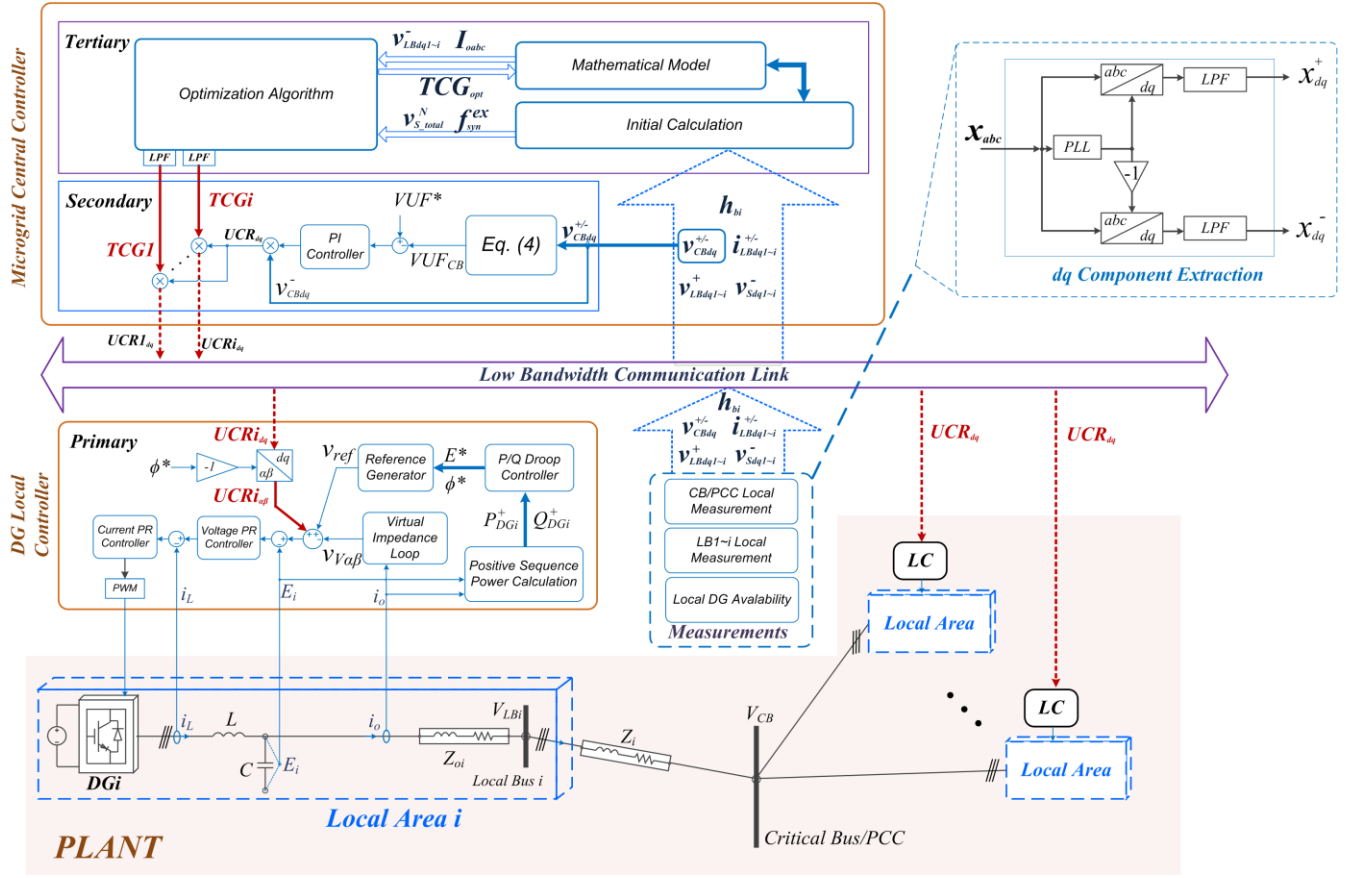 Microgrid Central Controller
Tertiary
Optimization Algorithm
v⁻LBdq1~i Ioabc
TCGopt
vᴺS_total fᵉˣsyn
Mathematical Model
Initial Calculation
LPF LPF
Secondary
TCGi
TCG1
UCRdq
PI Controller
VUF*
VUFCB
Eq. (4)
v⁺ᐟ⁻CBdq
v⁻CBdq
hbi
v⁺ᐟ⁻CBdq i⁺ᐟ⁻LBdq1~i
v⁺LBdq1~i v⁻Sdq1~i
UCR1dq
UCRidq
xabc
PLL
-1
abc
dq
LPF
x⁺dq
abc
dq
LPF
x⁻dq
dq Component Extraction
Low Bandwidth Communication Link
DG Local
Controller
Primary
UCRidq
ϕ*
-1
dq
αβ
UCRiαβ
vref
Reference
Generator
E*
ϕ*
P/Q Droop
Controller
P⁺DGi Q⁺DGi
Current PR
Controller
Voltage PR
Controller
vVαβ
Virtual
Impedance
Loop
Positive Sequence
Power Calculation
PWM
iL
Ei
io
hbi
v⁺ᐟ⁻CBdq i⁺ᐟ⁻LBdq1~i
v⁺LBdq1~i v⁻Sdq1~i
CB/PCC Local
Measurement
LB1~i Local
Measurement
Local DG Avalability
Measurements
UCRdq
UCRdq
LC
Local Area
LC
Local Area
DGi
iL
L
C
Ei
io
Zoi
VLBi
Local Bus i
Zi
VCB
Critical Bus/PCC
Local Area i
PLANT